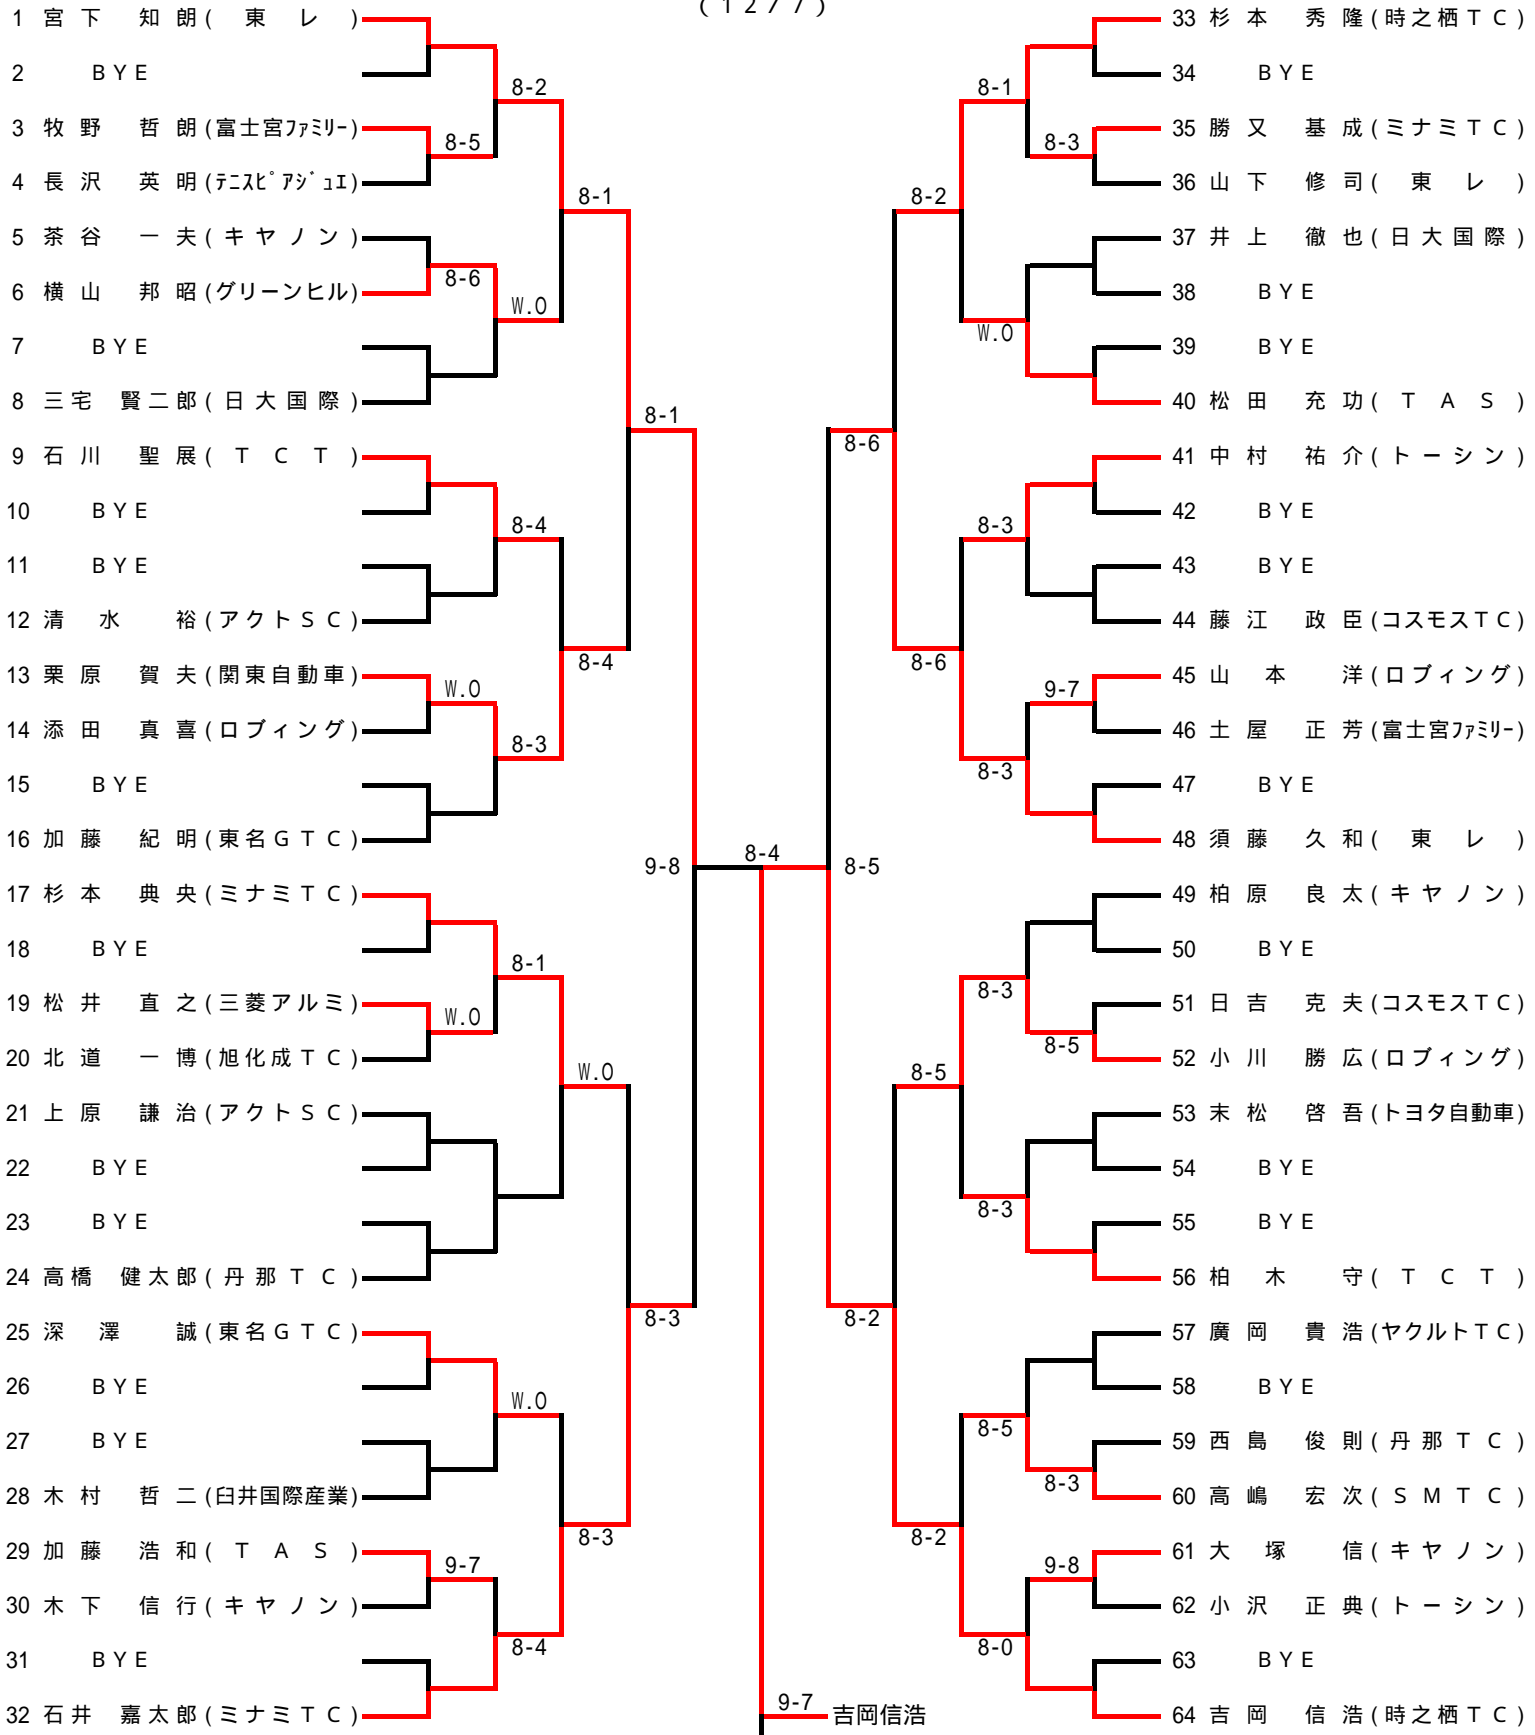 (12/7)
1 宮下 知朗(東レ)
2 BYE
8-2
3 牧野 哲朗(富士宮ファミリー)
8-5
4 長沢 英明(テニスピアジュエ)
8-1
5 茶谷 一夫(キヤノン)
8-6
6 横山 邦昭(グリーンヒル)
W.O
7 BYE
8 三宅 賢二郎(日大国際)
8-1
9 石川 聖展(TCT)
10 BYE
8-4
11 BYE
12 清水 裕(アクトSC)
8-4
13 栗原 賀夫(関東自動車)
W.O
14 添田 真喜(ロブィング)
8-3
15 BYE
16 加藤 紀明(東名GTC)
9-8
17 杉本 典央(ミナミTC)
18 BYE
8-1
19 松井 直之(三菱アルミ)
W.O
20 北道 一博(旭化成TC)
W.O
21 上原 謙治(アクトSC)
22 BYE
23 BYE
24 高橋 健太郎(丹那TC)
8-3
25 深澤 誠(東名GTC)
26 BYE
W.O
27 BYE
28 木村 哲二(臼井国際産業)
8-3
29 加藤 浩和(TAS)
9-7
30 木下 信行(キヤノン)
8-4
31 BYE
32 石井 嘉太郎(ミナミTC)
8-4
9-7 吉岡信浩
33 杉本 秀隆(時之栖TC)
34 BYE
8-1
35 勝又 基成(ミナミTC)
8-3
36 山下 修司(東レ)
8-2
37 井上 徹也(日大国際)
38 BYE
W.O
39 BYE
40 松田 充功(TAS)
8-6
41 中村 祐介(トーシン)
42 BYE
8-3
43 BYE
44 藤江 政臣(コスモスTC)
8-6
45 山本 洋(ロブィング)
9-7
46 土屋 正芳(富士宮ファミリー)
8-3
47 BYE
48 須藤 久和(東レ)
8-5
49 柏原 良太(キヤノン)
50 BYE
8-3
51 日吉 克夫(コスモスTC)
8-5
52 小川 勝広(ロブィング)
8-5
53 末松 啓吾(トヨタ自動車)
54 BYE
8-3
55 BYE
56 柏木 守(TCT)
8-2
57 廣岡 貴浩(ヤクルトTC)
58 BYE
8-5
59 西島 俊則(丹那TC)
8-3
60 高嶋 宏次(SMTC)
8-2
61 大塚 信(キヤノン)
9-8
62 小沢 正典(トーシン)
8-0
63 BYE
64 吉岡 信浩(時之栖TC)